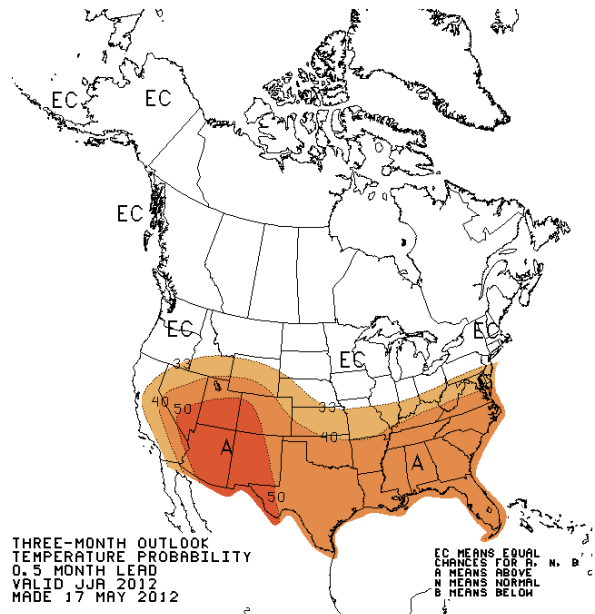 EC
EC
EC
EC
EC
EC
33
40
50
A
33
40
A
50
THREE-MONTH OUTLOOK
TEMPERATURE PROBABILITY
0.5 MONTH LEAD
VALID JJA 2012
MADE 17 MAY 2012
EC MEANS EQUAL
CHANCES FOR A, N, B
A MEANS ABOVE
N MEANS NORMAL
B MEANS BELOW